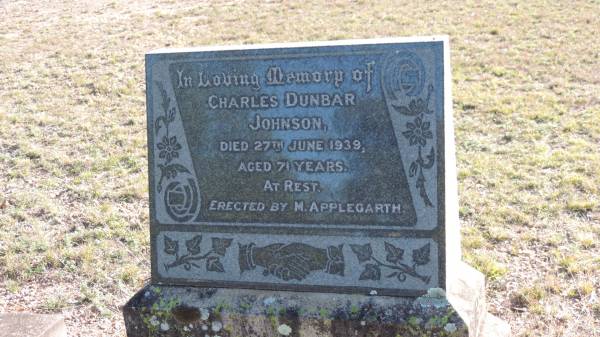 In Loving Memory of
CHARLES DUNBAR
JOHNSON,
DIED 27TH JUNE 1939,
AGED 71 YEARS.
AT REST.
ERECTED BY M. APPLEGARTH.